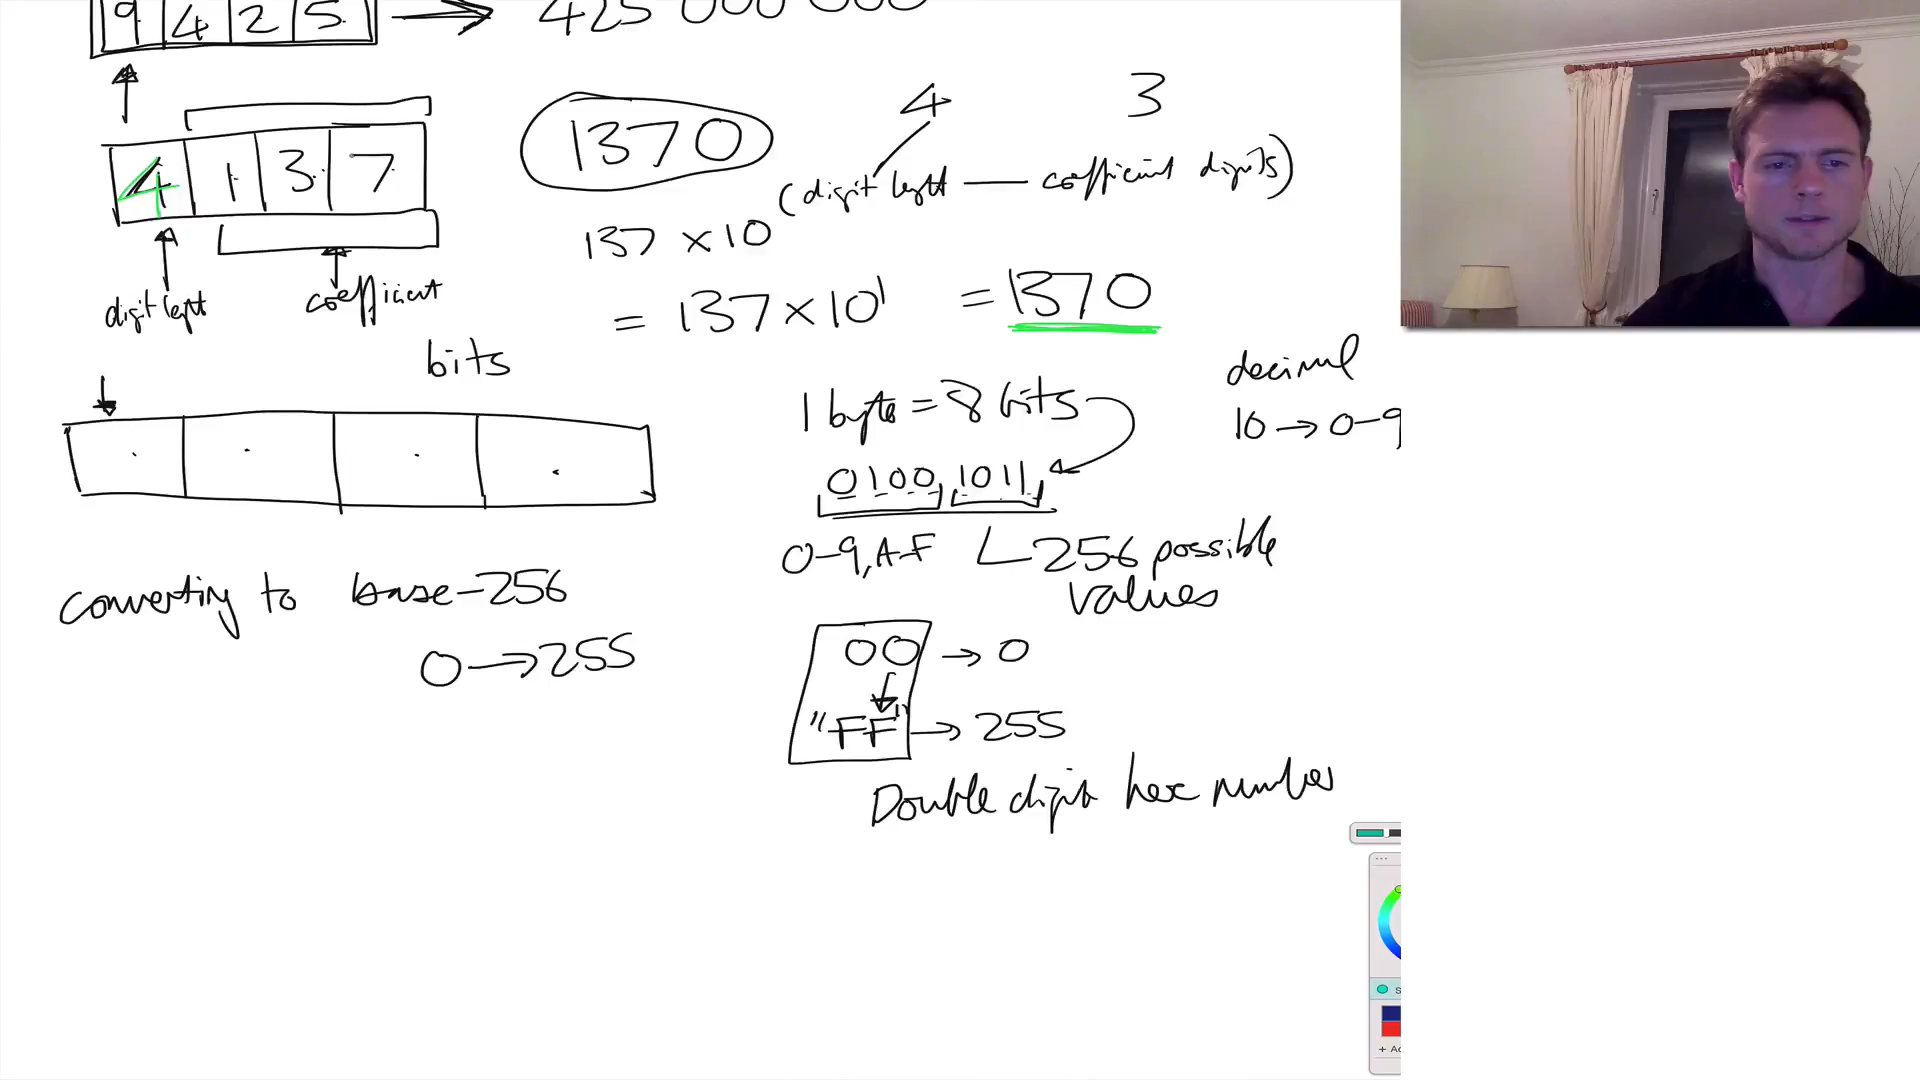 9 4 2 5 → 425 000 000
4 1 3 7
1370
4 3
(digit length — coefficient digits)
137 × 10
digit length
coefficient
= 137 × 10¹ = 1370
bits
1 byte = 8 bits
decimal
10 → 0-9
0100 1011
0-9, A-F
256 possible
values
converting to base-256
0 → 255
00 → 0
"FF" → 255
Double digit hex number